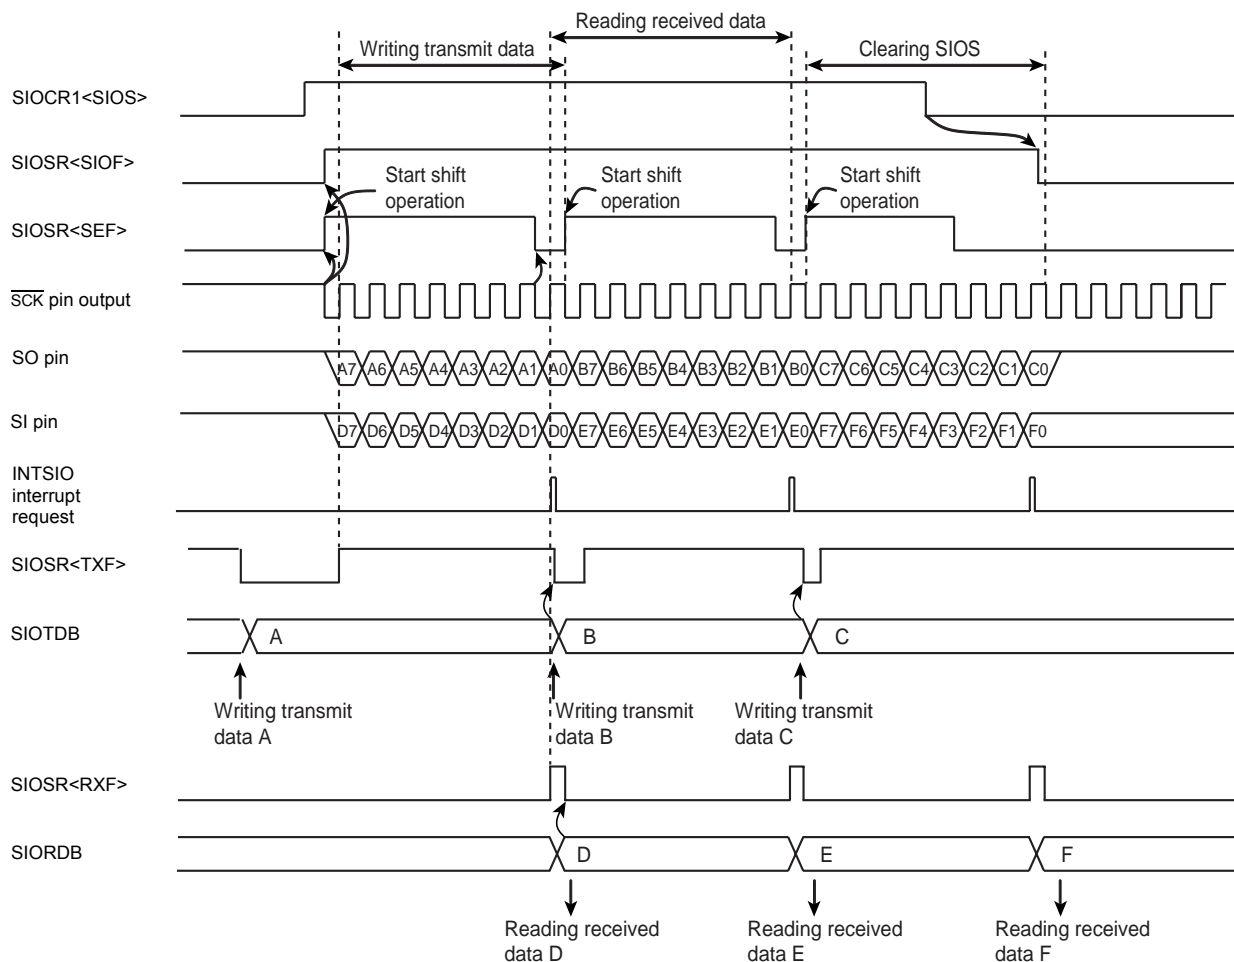 Reading received data
Writing transmit data
Clearing SIOS
SIOCR1<SIOS>
SIOSR<SIOF>
Start shift
operation
Start shift
operation
Start shift
operation
SIOSR<SEF>
SCK pin output
SO pin
A7 A6 A5 A4 A3 A2 A1 A0 B7 B6 B5 B4 B3 B2 B1 B0 C7 C6 C5 C4 C3 C2 C1 C0
SI pin
D7 D6 D5 D4 D3 D2 D1 D0 E7 E6 E5 E4 E3 E2 E1 E0 F7 F6 F5 F4 F3 F2 F1 F0
INTSIO
interrupt
request
SIOSR<TXF>
SIOTDB
A B C
Writing transmit
data A
Writing transmit
data B
Writing transmit
data C
SIOSR<RXF>
SIORDB
D E F
Reading received
data D
Reading received
data E
Reading received
data F